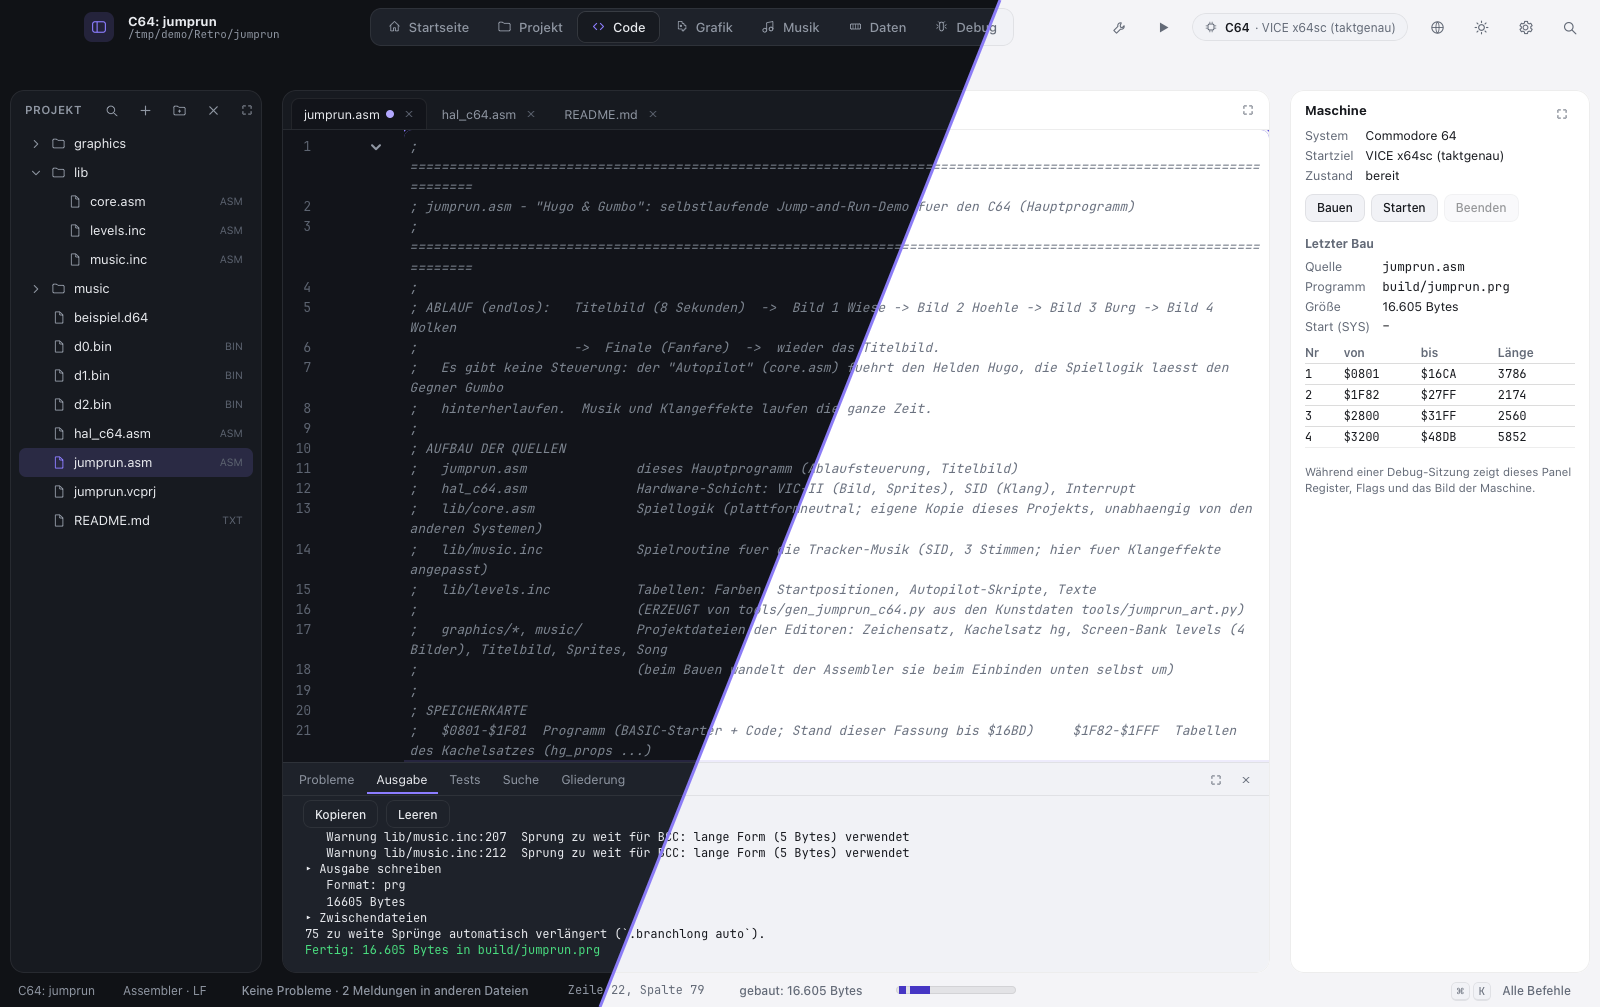 C64: jumprun
/tmp/demo/Retro/jumprun
Startseite
Projekt
Code
Grafik
Musik
Daten
Debug
C64 · VICE x64sc (taktgenau)
PROJEKT
graphics
lib
core.asm ASM
levels.inc ASM
music.inc ASM
music
beispiel.d64
d0.bin BIN
d1.bin BIN
d2.bin BIN
hal_c64.asm ASM
jumprun.asm ASM
jumprun.vcprj
README.md TXT
jumprun.asm
hal_c64.asm
README.md
1 ;
=============================================================================================================
========
2 ; jumprun.asm - "Hugo & Gumbo": selbstlaufende Jump-and-Run-Demo fuer den C64 (Hauptprogramm)
3 ;
=============================================================================================================
========
4 ;
5 ; ABLAUF (endlos): Titelbild (8 Sekunden) -> Bild 1 Wiese -> Bild 2 Hoehle -> Bild 3 Burg -> Bild 4
Wolken
6 ; -> Finale (Fanfare) -> wieder das Titelbild.
7 ; Es gibt keine Steuerung: der "Autopilot" (core.asm) fuehrt den Helden Hugo, die Spiellogik laesst den
Gegner Gumbo
8 ; hinterherlaufen. Musik und Klangeffekte laufen die ganze Zeit.
9 ;
10 ; AUFBAU DER QUELLEN
11 ; jumprun.asm dieses Hauptprogramm (Ablaufsteuerung, Titelbild)
12 ; hal_c64.asm Hardware-Schicht: VIC-II (Bild, Sprites), SID (Klang), Interrupt
13 ; lib/core.asm Spiellogik (plattformneutral; eigene Kopie dieses Projekts, unabhaengig von den
anderen Systemen)
14 ; lib/music.inc Spielroutine fuer die Tracker-Musik (SID, 3 Stimmen; hier fuer Klangeffekte
angepasst)
15 ; lib/levels.inc Tabellen: Farben, Startpositionen, Autopilot-Skripte, Texte
16 ; (ERZEUGT von tools/gen_jumprun_c64.py aus den Kunstdaten tools/jumprun_art.py)
17 ; graphics/*, music/ Projektdateien der Editoren: Zeichensatz, Kachelsatz hg, Screen-Bank levels (4
Bilder), Titelbild, Sprites, Song
18 ; (beim Bauen wandelt der Assembler sie beim Einbinden unten selbst um)
19 ;
20 ; SPEICHERKARTE
21 ; $0801-$1F81 Programm (BASIC-Starter + Code; Stand dieser Fassung bis $16BD) $1F82-$1FFF Tabellen
des Kachelsatzes (hg_props ...)
Probleme
Ausgabe
Tests
Suche
Gliederung
Kopieren
Leeren
Warnung lib/music.inc:207 Sprung zu weit für BCC: lange Form (5 Bytes) verwendet
Warnung lib/music.inc:212 Sprung zu weit für BCC: lange Form (5 Bytes) verwendet
▸ Ausgabe schreiben
Format: prg
16605 Bytes
▸ Zwischendateien
75 zu weite Sprünge automatisch verlängert (`.branchlong auto`).
Fertig: 16.605 Bytes in build/jumprun.prg
Maschine
System Commodore 64
Startziel VICE x64sc (taktgenau)
Zustand bereit
Bauen
Starten
Beenden
Letzter Bau
Quelle jumprun.asm
Programm build/jumprun.prg
Größe 16.605 Bytes
Start (SYS) –
Nr von bis Länge
1 $0801 $16CA 3786
2 $1F82 $27FF 2174
3 $2800 $31FF 2560
4 $3200 $48DB 5852
Während einer Debug-Sitzung zeigt dieses Panel
Register, Flags und das Bild der Maschine.
C64: jumprun
Assembler · LF
Keine Probleme · 2 Meldungen in anderen Dateien
Zeile 22, Spalte 79
gebaut: 16.605 Bytes
⌘ K Alle Befehle